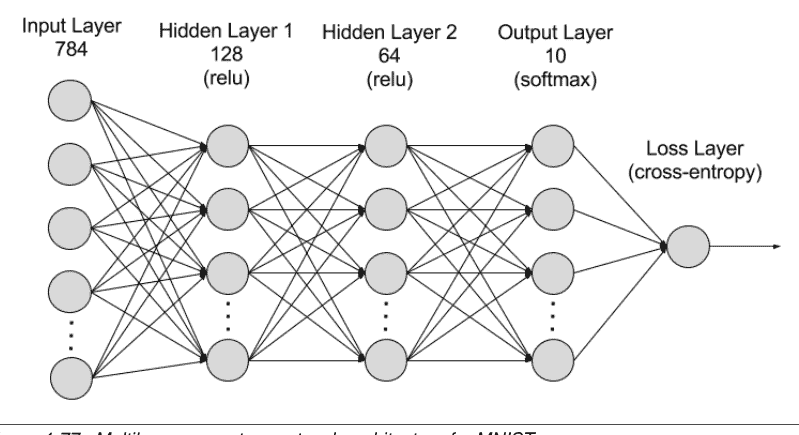 Input Layer
784
Hidden Layer 1
128
(relu)
Hidden Layer 2
64
(relu)
Output Layer
10
(softmax)
Loss Layer
(cross-entropy)